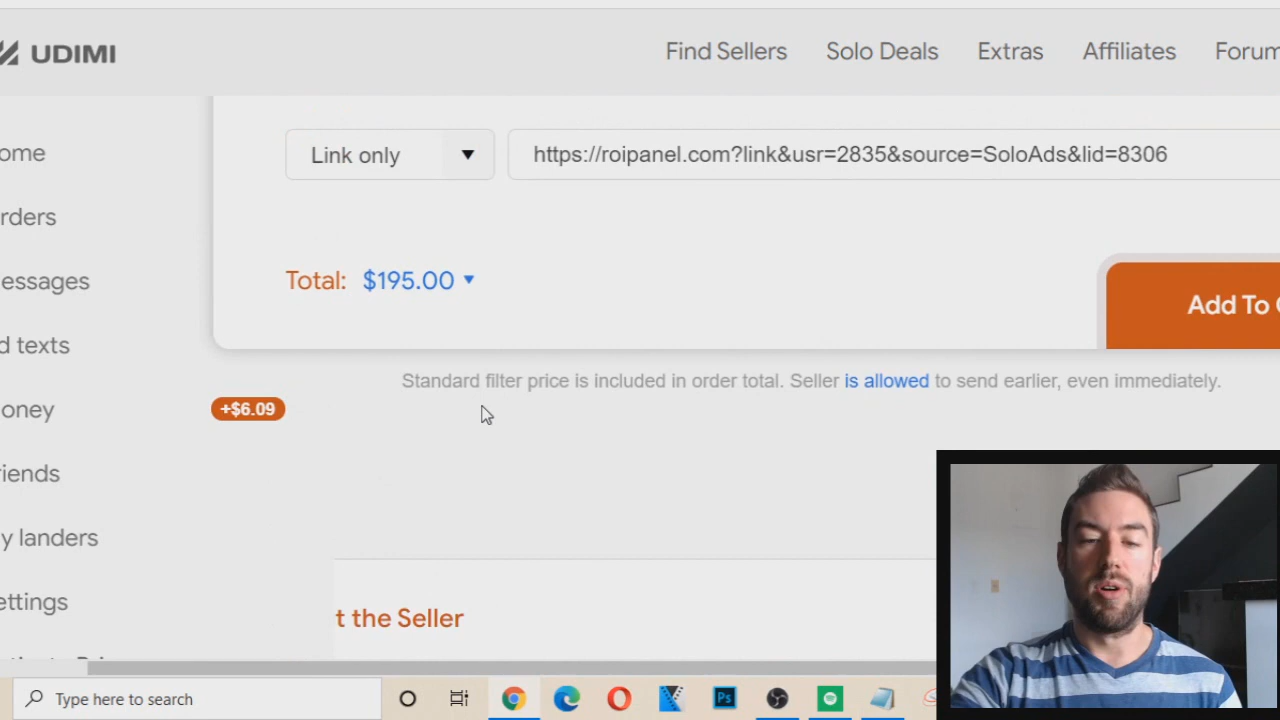 UDIMI
Find Sellers Solo Deals Extras Affiliates Forum
ome
rders
essages
d texts
oney
+$6.09
riends
y landers
ettings
Link only
https://roipanel.com?link&usr=2835&source=SoloAds&lid=8306
Total: $195.00
Add To
Standard filter price is included in order total. Seller is allowed to send earlier, even immediately.
t the Seller
Type here to search
Ps